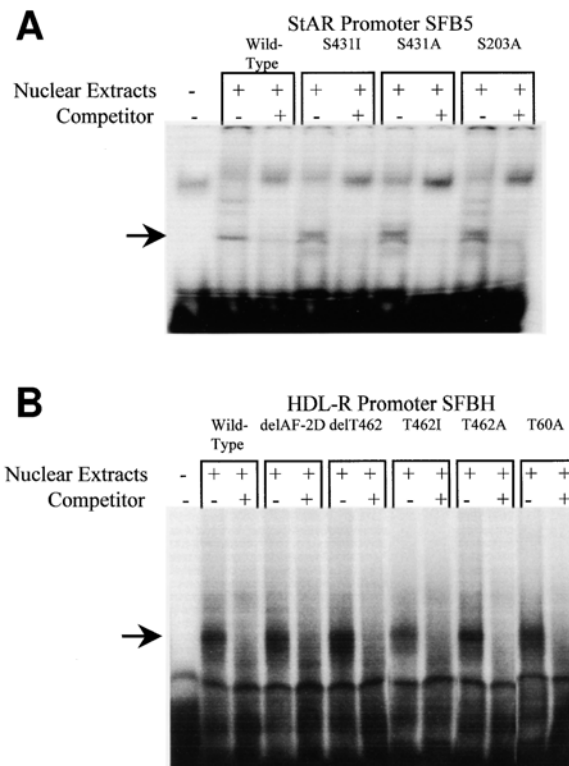 A
StAR Promoter SFB5
Wild-Type S431I S431A S203A
Nuclear Extracts - + + + + + + + +
Competitor - - + - + - + - +
B
HDL-R Promoter SFBH
Wild-Type delAF-2D delT462 T462I T462A T60A
Nuclear Extracts - + + + + + + + + + + + +
Competitor - - + - + - + - + - + - +